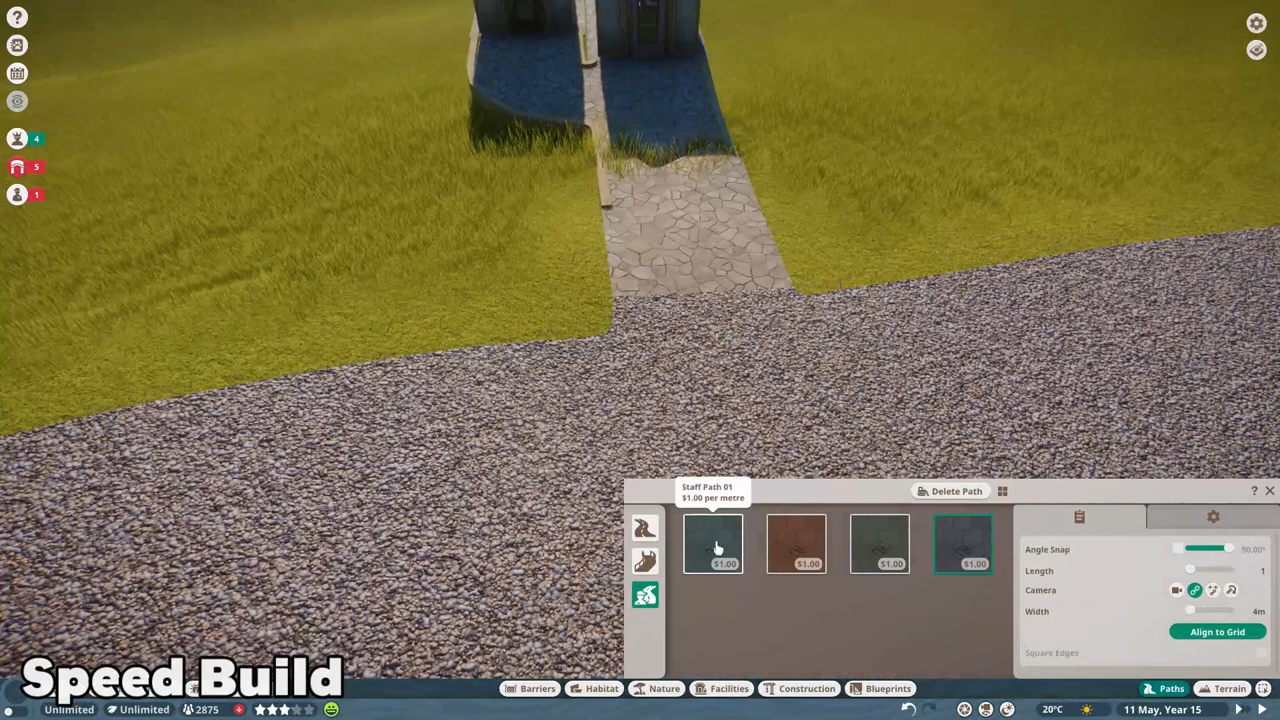 ?
4
5
1
Staff Path 01
$1.00 per metre
Delete Path
?
$1.00
$1.00
$1.00
$1.00
Angle Snap
90.00°
Length
1
Camera
Width
4m
Align to Grid
Square Edges
Speed Build
Barriers
Habitat
Nature
Facilities
Construction
Blueprints
Paths
Terrain
Unlimited
Unlimited
2875
20°C
11 May, Year 15